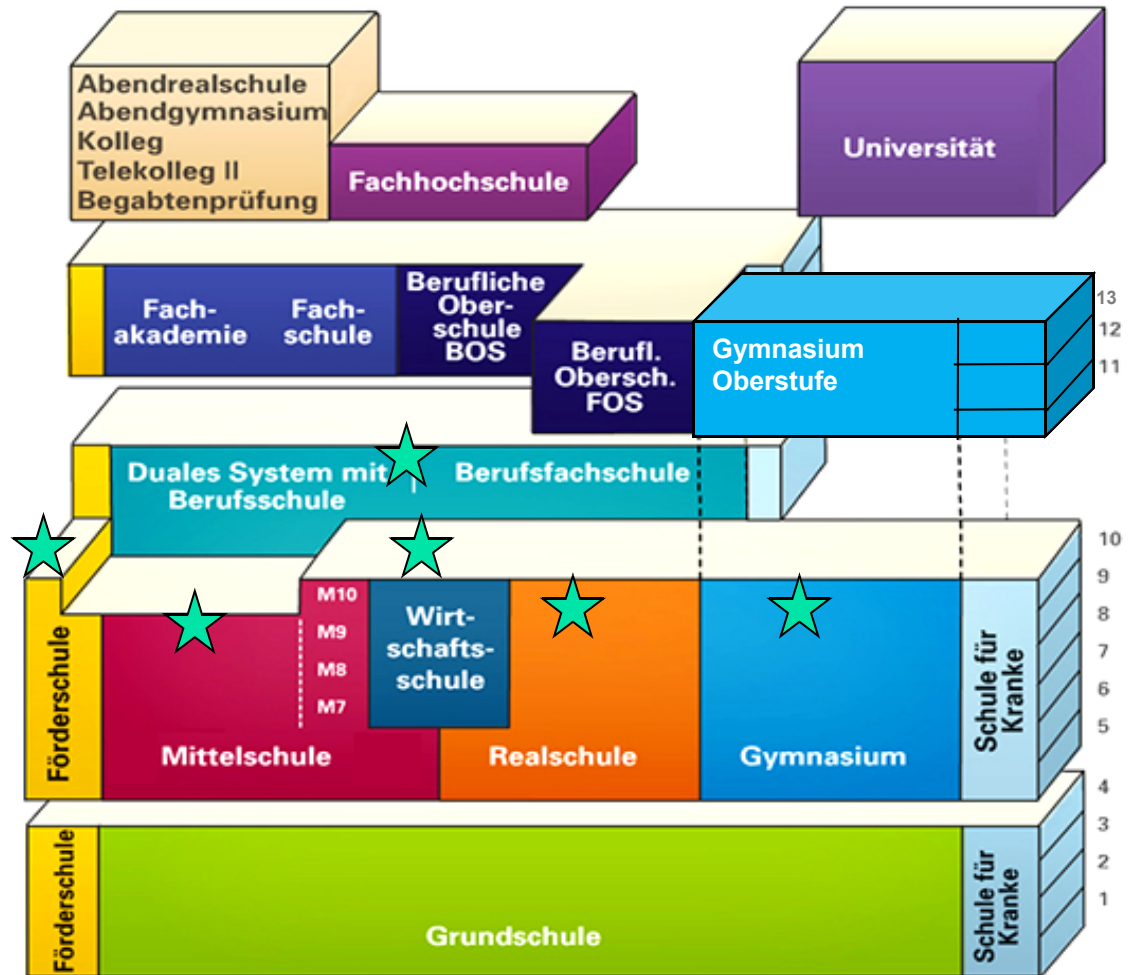 Abendrealschule
Abendgymnasium
Kolleg
Telekolleg II
Begabtenprüfung
Fachhochschule
Universität
Fach-
akademie
Fach-
schule
Berufliche
Ober-
schule
BOS
Berufl.
Obersch.
FOS
Gymnasium
Oberstufe
13
12
11
Duales System mit
Berufsschule
Berufsfachschule
Förderschule
Mittelschule
M10
M9
M8
M7
Wirt-
schafts-
schule
Realschule
Gymnasium
Schule für
Kranke
10
9
8
7
6
5
Förderschule
Grundschule
Schule für
Kranke
4
3
2
1